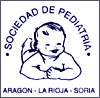 · SOCIEDAD DE PEDIATRIA ·
ARAGON - LA RIOJA - SORIA